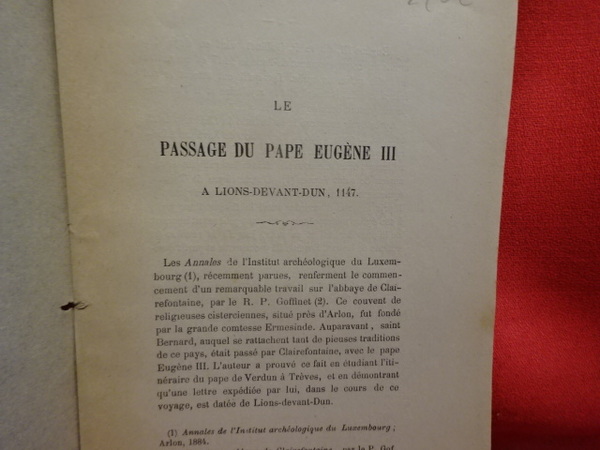 LE
PASSAGE DU PAPE EUGÈNE III
A LIONS-DEVANT-DUN, 1147.
Les Annales de l'Institut archéologique du Luxem-
bourg (1), récemment parues, renferment le commen-
cement d'un remarquable travail sur l'abbaye de Clai-
refontaine, par le R. P. Goffinet (2). Ce couvent de
religieuses cisterciennes, situé près d'Arlon, fut fondé
par la grande comtesse Ermesinde. Auparavant, saint
Bernard, auquel se rattachent tant de pieuses traditions
de ce pays, était passé par Clairefontaine, avec le pape
Eugène III. L'auteur a prouvé ce fait en étudiant l'iti-
néraire du pape de Verdun à Trèves, et en démontrant
qu'une lettre expédiée par lui, dans le cours de ce
voyage, est datée de Lions-devant-Dun.
(1) Annales de l'Institut archéologique du Luxembourg;
Arlon, 1884.
Clairefontaine, par le P. Gof-